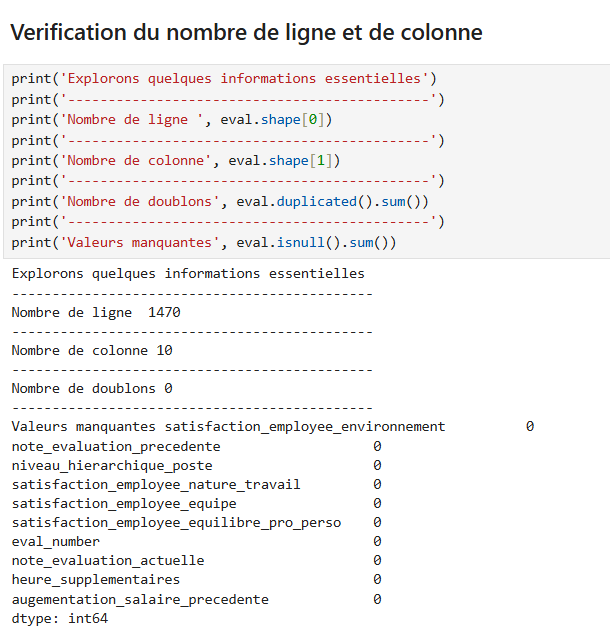 Verification du nombre de ligne et de colonne
print('Explorons quelques informations essentielles')
print('---------------------------------------------')
print('Nombre de ligne ', eval.shape[0])
print('---------------------------------------------')
print('Nombre de colonne', eval.shape[1])
print('---------------------------------------------')
print('Nombre de doublons', eval.duplicated().sum())
print('---------------------------------------------')
print('Valeurs manquantes', eval.isnull().sum())
Explorons quelques informations essentielles
---------------------------------------------
Nombre de ligne  1470
---------------------------------------------
Nombre de colonne 10
---------------------------------------------
Nombre de doublons 0
---------------------------------------------
Valeurs manquantes satisfaction_employee_environnement          0
note_evaluation_precedente                   0
niveau_hierarchique_poste                    0
satisfaction_employee_nature_travail         0
satisfaction_employee_equipe                 0
satisfaction_employee_equilibre_pro_perso    0
eval_number                                  0
note_evaluation_actuelle                     0
heure_supplementaires                        0
augementation_salaire_precedente             0
dtype: int64